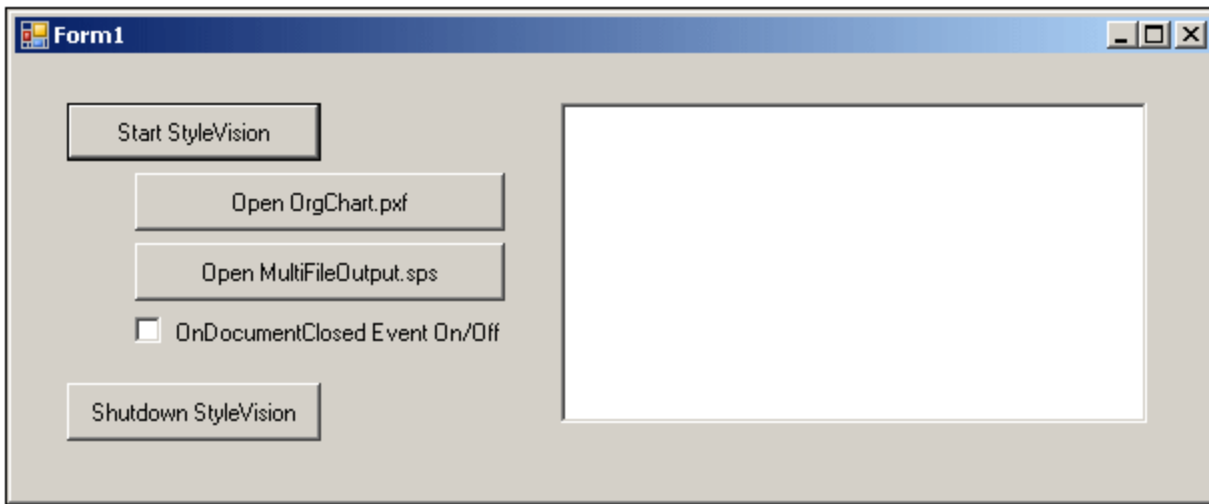 Form1
Start StyleVision
Open OrgChart.pxf
Open MultiFileOutput.sps
OnDocumentClosed Event On/Off
Shutdown StyleVision